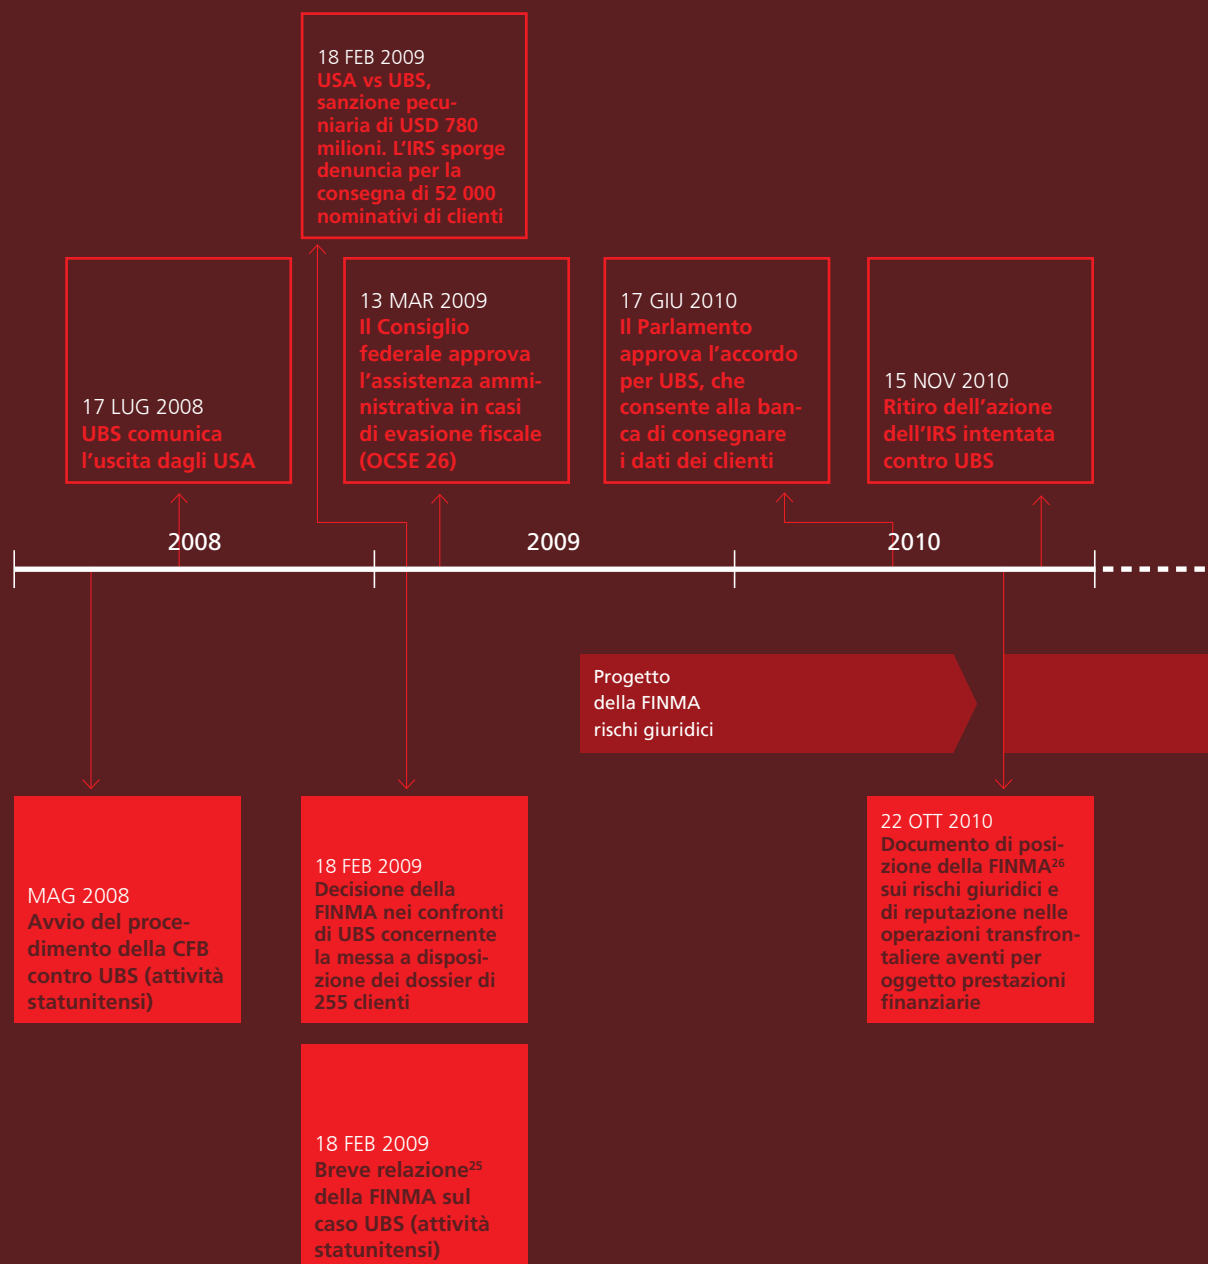 18 FEB 2009
USA vs UBS,
sanzione pecu-
niaria di USD 780
milioni. L’IRS sporge
denuncia per la
consegna di 52 000
nominativi di clienti
17 LUG 2008
UBS comunica
l’uscita dagli USA
13 MAR 2009
Il Consiglio
federale approva
l’assistenza ammi-
nistrativa in casi
di evasione fiscale
(OCSE 26)
17 GIU 2010
Il Parlamento
approva l’accordo
per UBS, che
consente alla ban-
ca di consegnare
i dati dei clienti
15 NOV 2010
Ritiro dell’azione
dell’IRS intentata
contro UBS
2008 2009 2010
Progetto
della FINMA
rischi giuridici
MAG 2008
Avvio del proce-
dimento della CFB
contro UBS (attività
statunitensi)
18 FEB 2009
Decisione della
FINMA nei confronti
di UBS concernente
la messa a disposi-
zione dei dossier di
255 clienti
22 OTT 2010
Documento di posi-
zione della FINMA²⁶
sui rischi giuridici e
di reputazione nelle
operazioni transfron-
taliere aventi per
oggetto prestazioni
finanziarie
18 FEB 2009
Breve relazione²⁵
della FINMA sul
caso UBS (attività
statunitensi)